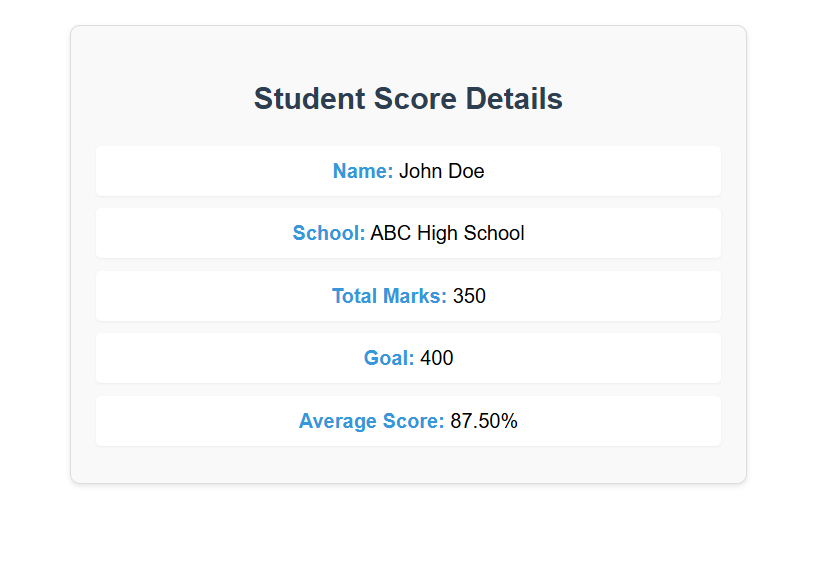 Student Score Details
Name: John Doe
School: ABC High School
Total Marks: 350
Goal: 400
Average Score: 87.50%